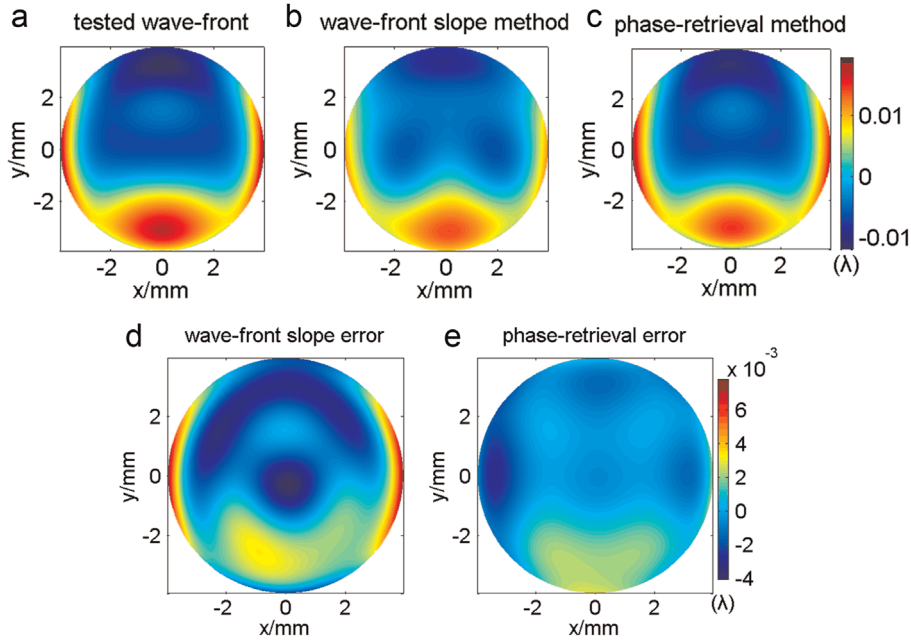 a tested wave-front
b wave-front slope method
c phase-retrieval method
y/mm 2 0 -2
-2 0 2
x/mm
y/mm 2 0 -2
-2 0 2
x/mm
y/mm 2 0 -2
-2 0 2
x/mm
0.01
0
-0.01
(λ)
d wave-front slope error
e phase-retrieval error
y/mm 2 0 -2
-2 0 2
x/mm
y/mm 2 0 -2
-2 0 2
x/mm
x 10⁻³
6
4
2
0
-2
-4
(λ)